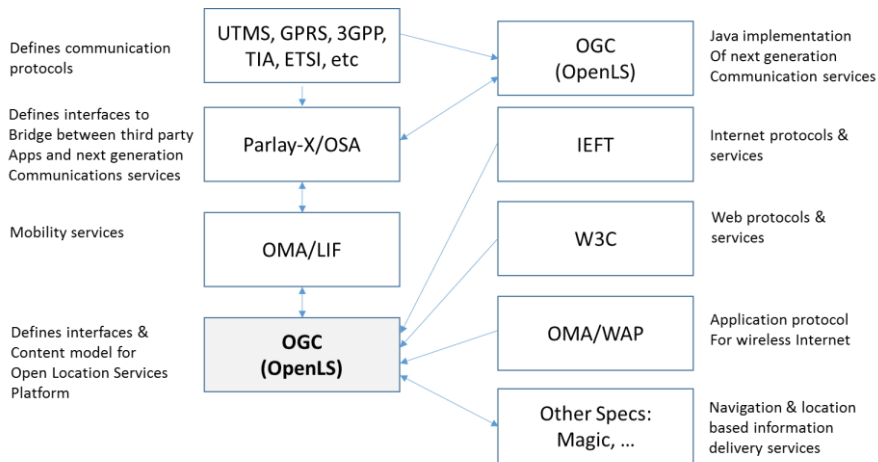 Defines communication
protocols
UTMS, GPRS, 3GPP,
TIA, ETSI, etc
OGC
(OpenLS)
Java implementation
Of next generation
Communication services
Defines interfaces to
Bridge between third party
Apps and next generation
Communications services
Parlay-X/OSA
IEFT
Internet protocols &
services
Mobility services
OMA/LIF
W3C
Web protocols &
services
Defines interfaces &
Content model for
Open Location Services
Platform
OGC
(OpenLS)
OMA/WAP
Application protocol
For wireless Internet
Other Specs:
Magic, ...
Navigation & location
based information
delivery services